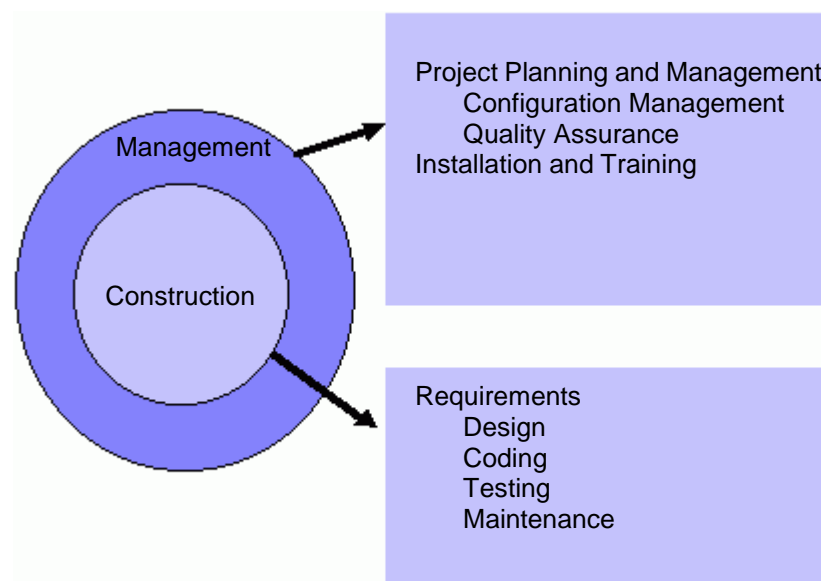 Management
Construction
Project Planning and Management
Configuration Management
Quality Assurance
Installation and Training
Requirements
Design
Coding
Testing
Maintenance